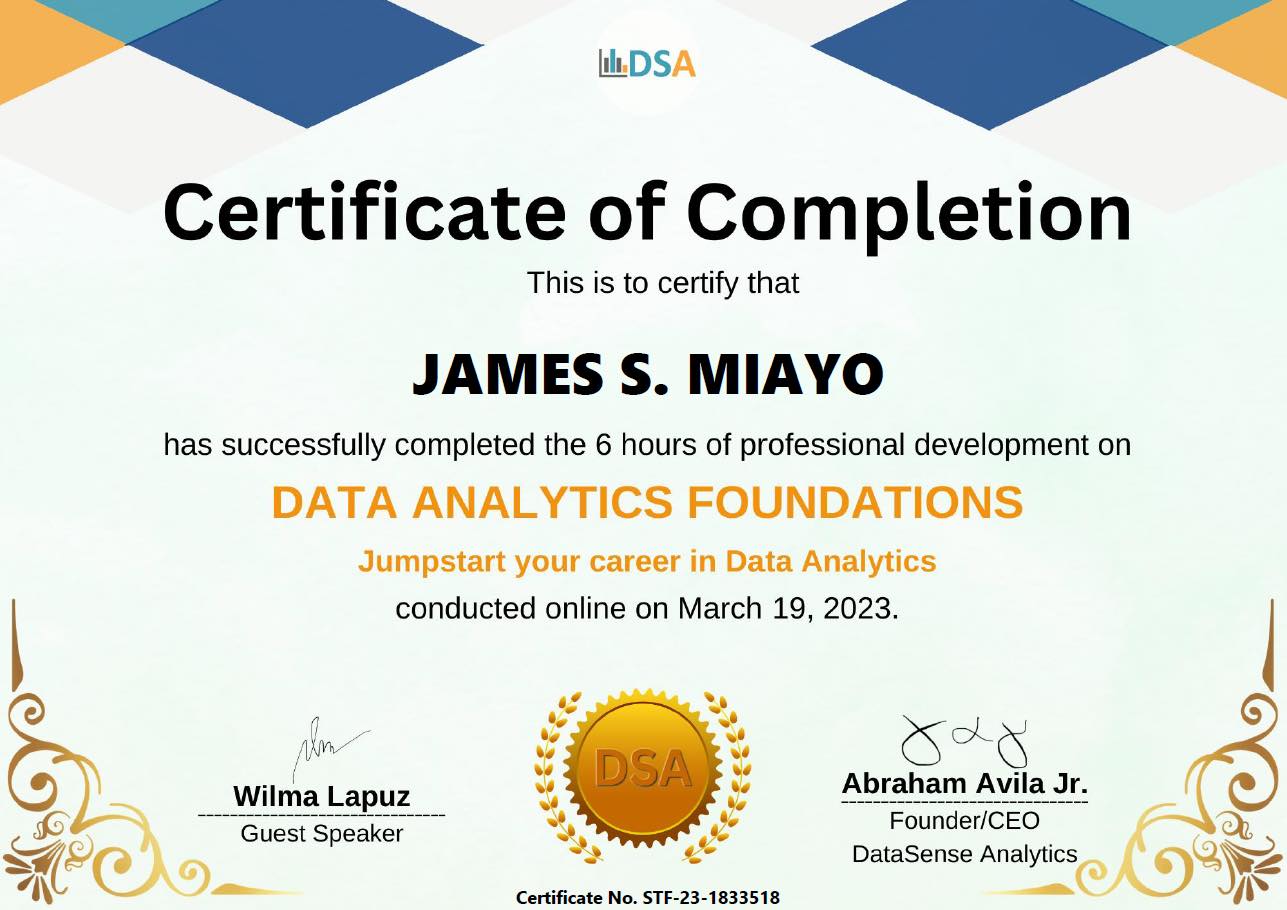 DSA
Certificate of Completion
This is to certify that
JAMES S. MIAYO
has successfully completed the 6 hours of professional development on
DATA ANALYTICS FOUNDATIONS
Jumpstart your career in Data Analytics
conducted online on March 19, 2023.
DSA
Wilma Lapuz
Guest Speaker
Abraham Avila Jr.
Founder/CEO
DataSense Analytics
Certificate No. STF-23-1833518